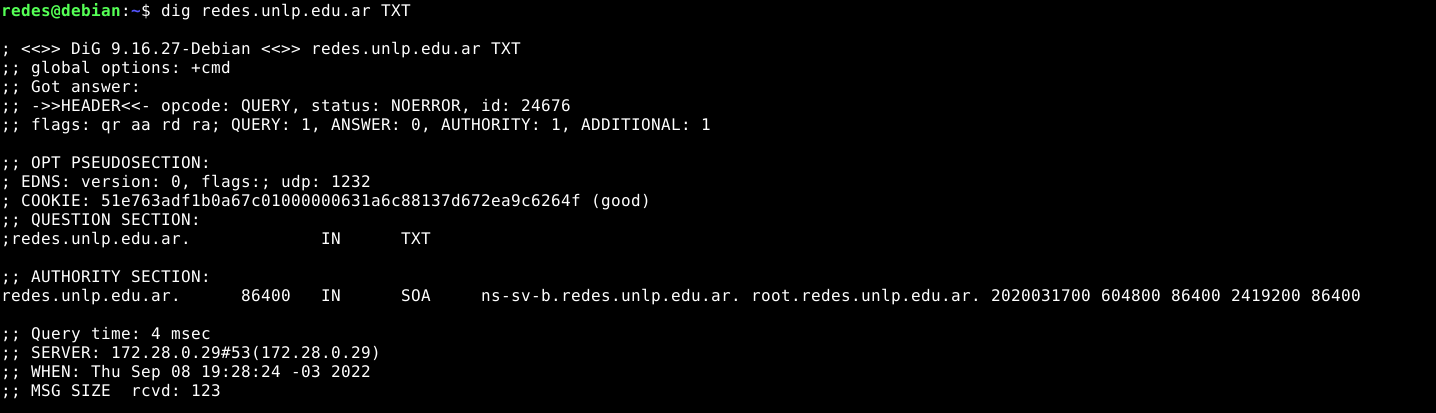 redes@debian:~$ dig redes.unlp.edu.ar TXT
; <<>> DiG 9.16.27-Debian <<>> redes.unlp.edu.ar TXT
;; global options: +cmd
;; Got answer:
;; ->>HEADER<<- opcode: QUERY, status: NOERROR, id: 24676
;; flags: qr aa rd ra; QUERY: 1, ANSWER: 0, AUTHORITY: 1, ADDITIONAL: 1
;; OPT PSEUDOSECTION:
; EDNS: version: 0, flags:; udp: 1232
; COOKIE: 51e763adf1b0a67c01000000631a6c88137d672ea9c6264f (good)
;; QUESTION SECTION:
;redes.unlp.edu.ar. IN TXT
;; AUTHORITY SECTION:
redes.unlp.edu.ar. 86400 IN SOA ns-sv-b.redes.unlp.edu.ar. root.redes.unlp.edu.ar. 2020031700 604800 86400 2419200 86400
;; Query time: 4 msec
;; SERVER: 172.28.0.29#53(172.28.0.29)
;; WHEN: Thu Sep 08 19:28:24 -03 2022
;; MSG SIZE  rcvd: 123